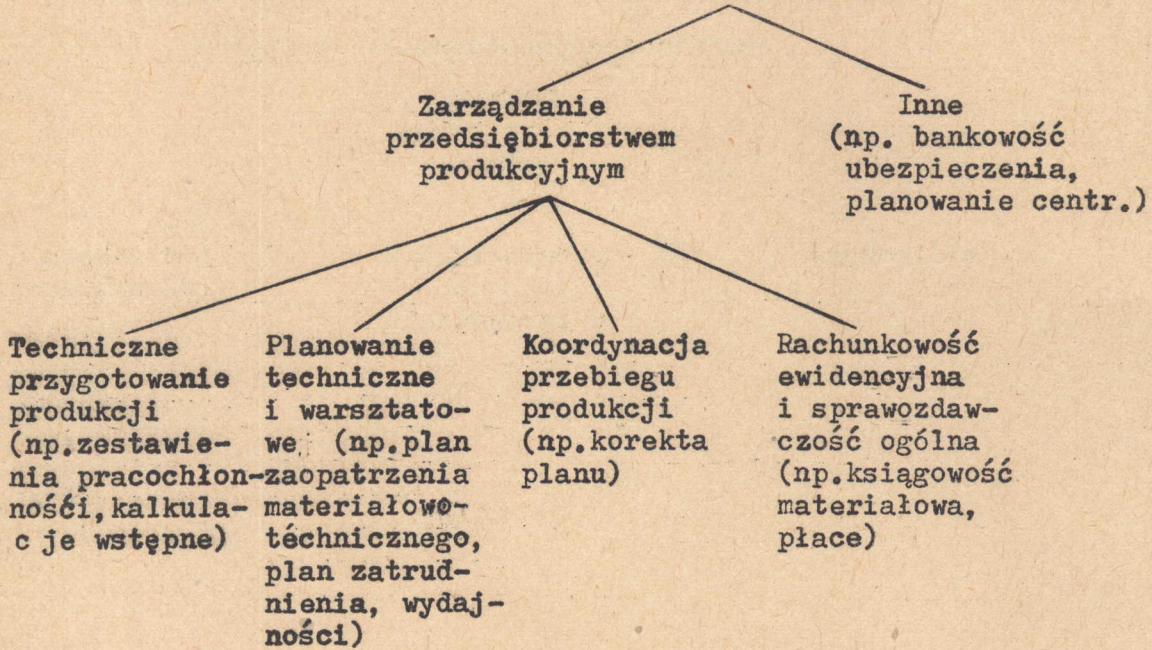 Zarządzanie
przedsiębiorstwem
produkcyjnym
Inne
(np. bankowość
ubezpieczenia,
planowanie centr.)
Techniczne
przygotowanie
produkcji
(np.zestawie-
nia pracochłon-
nośći,kalkula-
c je wstępne)
Planowanie
techniczne
i warsztato-
we (np.plan
zaopatrzenia
materiałowo-
téchnicznego,
plan zatrud-
nienia, wydaj-
ności)
Koordynacja
przebiegu
produkcji
(np.korekta
planu)
Rachunkowość
ewidencyjna
i sprawozdaw-
czość ogólna
(np.księgowość
materiałowa,
płace)